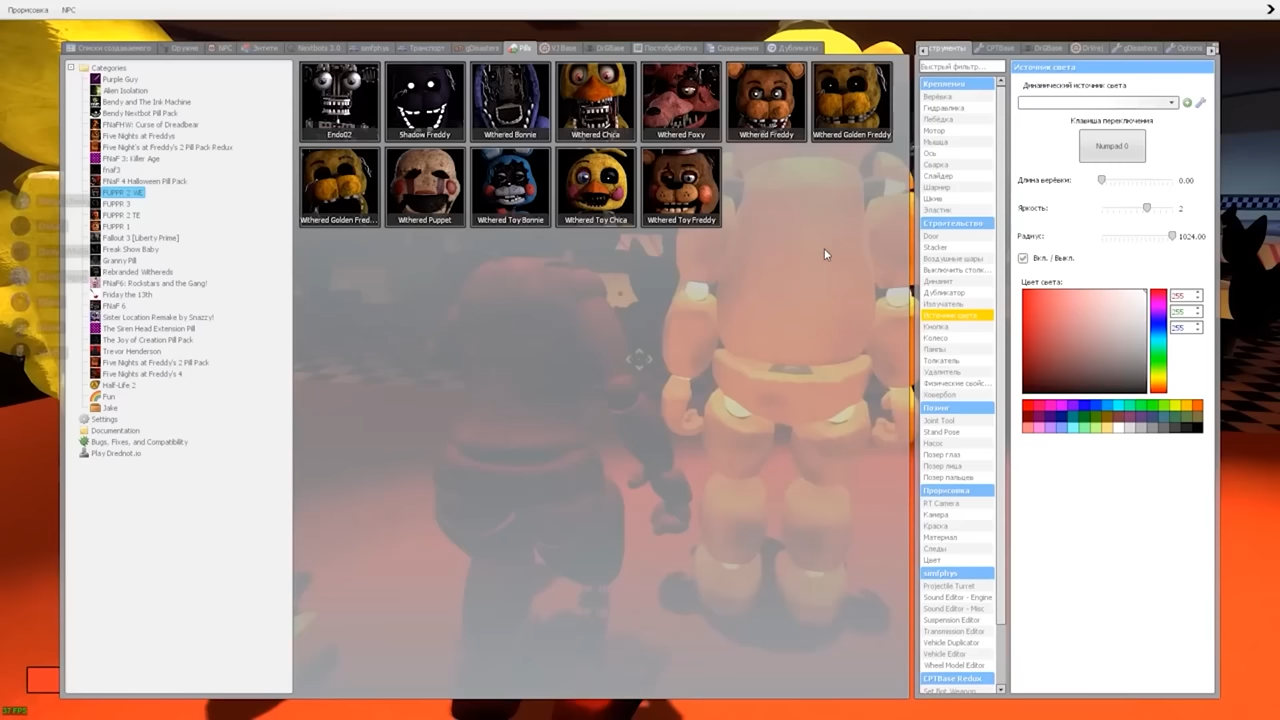 Прорисовка
NPC
Списки создаваемого
Оружие
NPC
Энтити
Nextbots 3.0
simfphys
Транспорт
gDisasters
Pills
VJ Base
DrGBase
Постобработка
Сохранения
Дубликаты
Categories
Purple Guy
Alien Isolation
Bendy and The Ink Machine
Bendy Nextbot Pill Pack
FNaFHW: Curse of Dreadbear
Five Nights at Freddys
Five Night's at Freddy's 2 Pill Pack Redux
FNaF 3: Killer Age
fnaf3
FNaF 4 Halloween Pill Pack
FUPPR 2 WE
FUPPR 3
FUPPR 2 TE
FUPPR 1
Fallout 3 [Liberty Prime]
Freak Show Baby
Granny Pill
Rebranded Withereds
FNaF6: Rockstars and the Gang!
Friday the 13th
FNaF 6
Sister Location Remake by Snazzy!
The Siren Head Extension Pill
The Joy of Creation Pill Pack
Trevor Henderson
Five Nights at Freddy's 2 Pill Pack
Five Nights at Freddy's 4
Half-Life 2
Fun
Jake
Settings
Documentation
Bugs, Fixes, and Compatibility
Play Drednot.io
Endo02
Shadow Freddy
Withered Bonnie
Withered Chica
Withered Foxy
Withered Freddy
Withered Golden Freddy
Withered Golden Fred...
Withered Puppet
Withered Toy Bonnie
Withered Toy Chica
Withered Toy Freddy
струменты
CPTBase
DrGBase
gDisasters
Options
Быстрый фильтр...
Крепления
Верёвка
Гидравлика
Лебёдка
Мотор
Мышца
Ось
Сварка
Слайдер
Шарнир
Шкив
Эластик
Строительство
Door
Stacker
Воздушные шары
Выключить столк...
Динамит
Дубликатор
Излучатель
Источник света
Кнопка
Колесо
Лампы
Толкатель
Удалитель
Физические свойс...
Ховербол
Позинг
Joint Tool
Stand Pose
Насос
Позер глаз
Позер лица
Позер пальцев
Прорисовка
RT Camera
Камера
Краска
Материал
Следы
Цвет
simfphys
Projectile Turret
Sound Editor - Engine
Sound Editor - Misc
Suspension Editor
Transmission Editor
Vehicle Duplicator
Vehicle Editor
Wheel Model Editor
CPTBase Redux
Set Bot Weapon
Источник света
Динамический источник света
Клавиша переключения
Numpad 0
Длина верёвки: 0.00
Яркость: 2
Радиус: 1024.00
Вкл. / Выкл.
Цвет света:
255
255
255